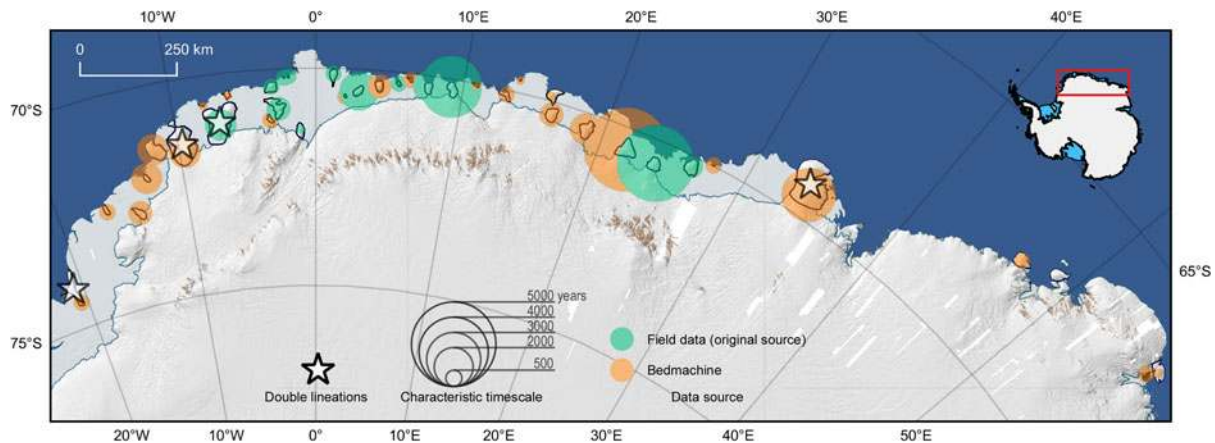 10°W 0° 10°E 20°E 30°E 40°E
0 250 km
70°S
65°S
75°S
5000 years
4000
3000
2000
500
Field data (original source)
Bedmachine
Double lineations Characteristic timescale Data source
20°W 10°W 0° 10°E 20°E 30°E 40°E 50°E